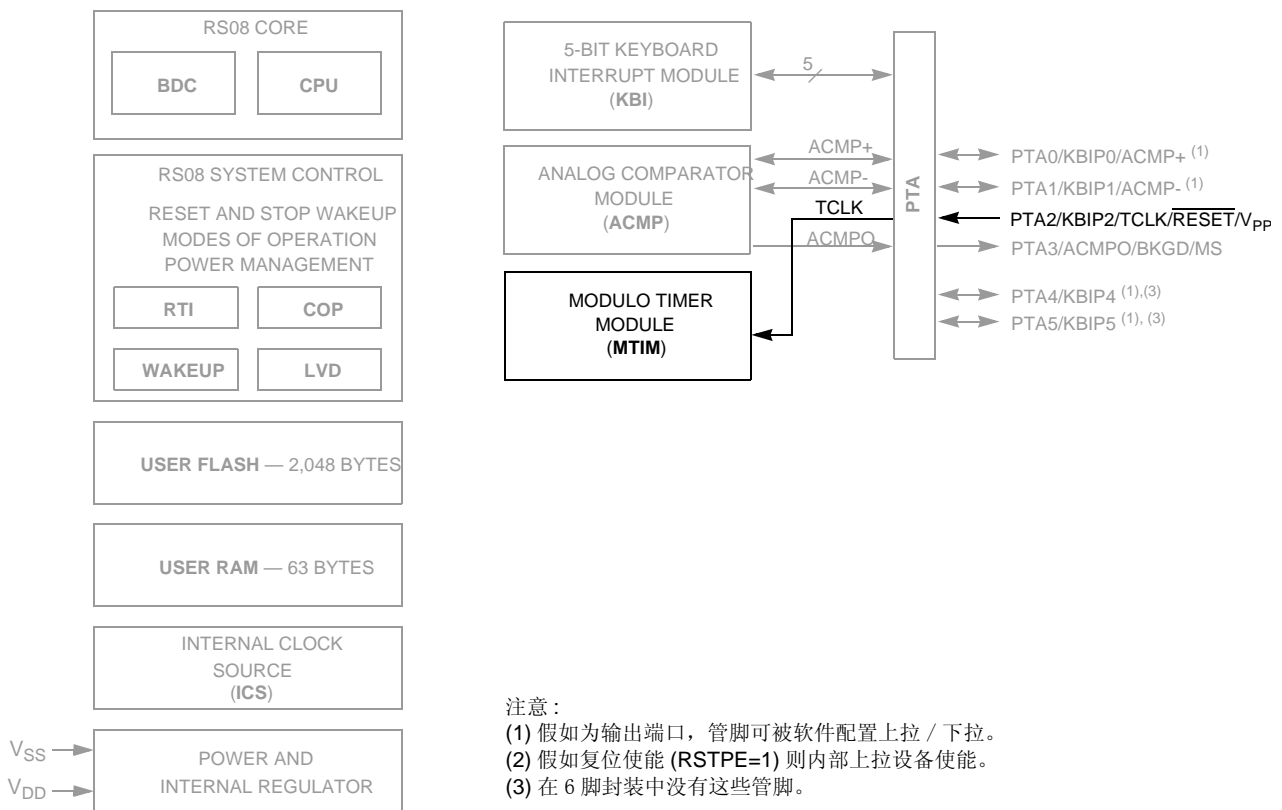 RS08 CORE
BDC
CPU
RS08 SYSTEM CONTROL
RESET AND STOP WAKEUP
MODES OF OPERATION
POWER MANAGEMENT
RTI
COP
WAKEUP
LVD
USER FLASH — 2,048 BYTES
USER RAM — 63 BYTES
INTERNAL CLOCK
SOURCE
(ICS)
VSS
VDD
POWER AND
INTERNAL REGULATOR
5-BIT KEYBOARD
INTERRUPT MODULE
(KBI)
5
ANALOG COMPARATOR
MODULE
(ACMP)
ACMP+
ACMP-
TCLK
ACMPO
MODULO TIMER
MODULE
(MTIM)
PTA
PTA0/KBIP0/ACMP+ (1)
PTA1/KBIP1/ACMP- (1)
PTA2/KBIP2/TCLK/RESET/VPP
PTA3/ACMPO/BKGD/MS
PTA4/KBIP4 (1),(3)
PTA5/KBIP5 (1), (3)
注意：
(1) 假如为输出端口，管脚可被软件配置上拉 / 下拉。
(2) 假如复位使能 (RSTPE=1) 则内部上拉设备使能。
(3) 在 6 脚封装中没有这些管脚。